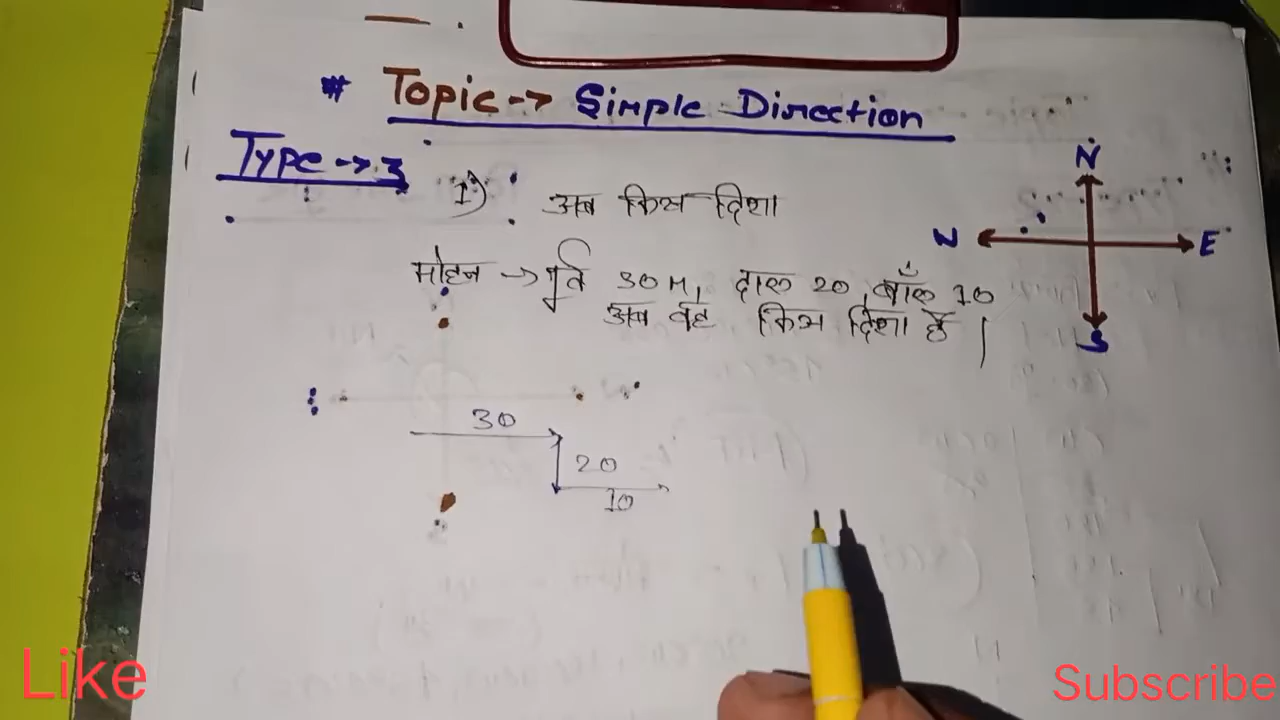 # Topic → Simple Direction
Type → 3
1) अब किस दिशा
N
W E
S
मोहन → पूर्व 30 M, दाए 20, बाँए 10
अब वह किस दिशा है |
30
20
10
Like
Subscribe